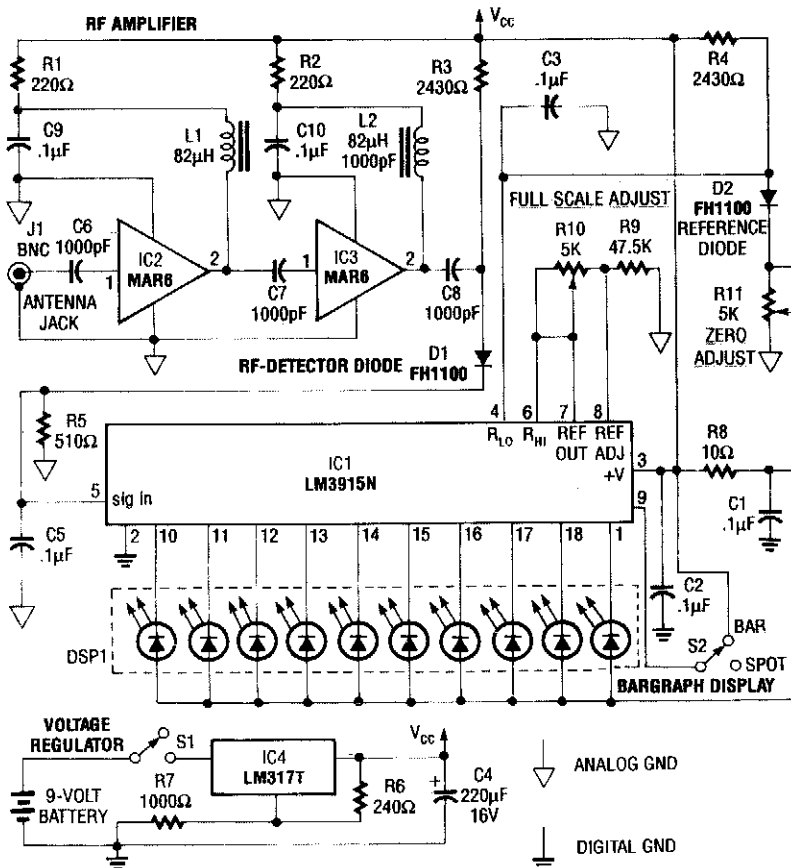 RF AMPLIFIER
VCC
R1
220Ω
R2
220Ω
R3
2430Ω
C3
.1µF
R4
2430Ω
C9
.1µF
L1
82µH
C10
.1µF
L2
82µH
1000pF
D2
FH1100
REFERENCE
DIODE
FULL SCALE ADJUST
J1
BNC
C6
1000pF
1
IC2
MAR6
2
C7
1000pF
1
IC3
MAR6
2
C8
1000pF
R10
5K
R9
47.5K
R11
5K
ZERO
ADJUST
ANTENNA
JACK
RF-DETECTOR DIODE
D1
FH1100
R5
510Ω
4
6
7
8
RLO
RHI
REF
OUT
REF
ADJ
+V
3
9
R8
10Ω
IC1
LM3915N
5
sig in
C5
.1µF
2
10
11
12
13
14
15
16
17
18
1
C1
.1µF
C2
.1µF
BAR
S2
SPOT
DSP1
BARGRAPH DISPLAY
VOLTAGE
REGULATOR
S1
IC4
LM317T
VCC
R7
1000Ω
R6
240Ω
+
C4
220µF
16V
9-VOLT
BATTERY
ANALOG GND
DIGITAL GND